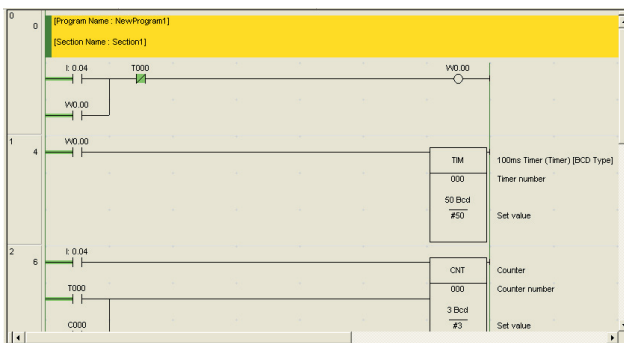 0
0
[Program Name : NewProgram1]
[Section Name : Section1]
I: 0.04
T000
W0.00
W0.00
1
4
W0.00
TIM
100ms Timer (Timer) [BCD Type]
000
Timer number
50 Bcd
#50
Set value
2
6
I: 0.04
CNT
Counter
T000
000
Counter number
3 Bcd
C000
#3
Set value